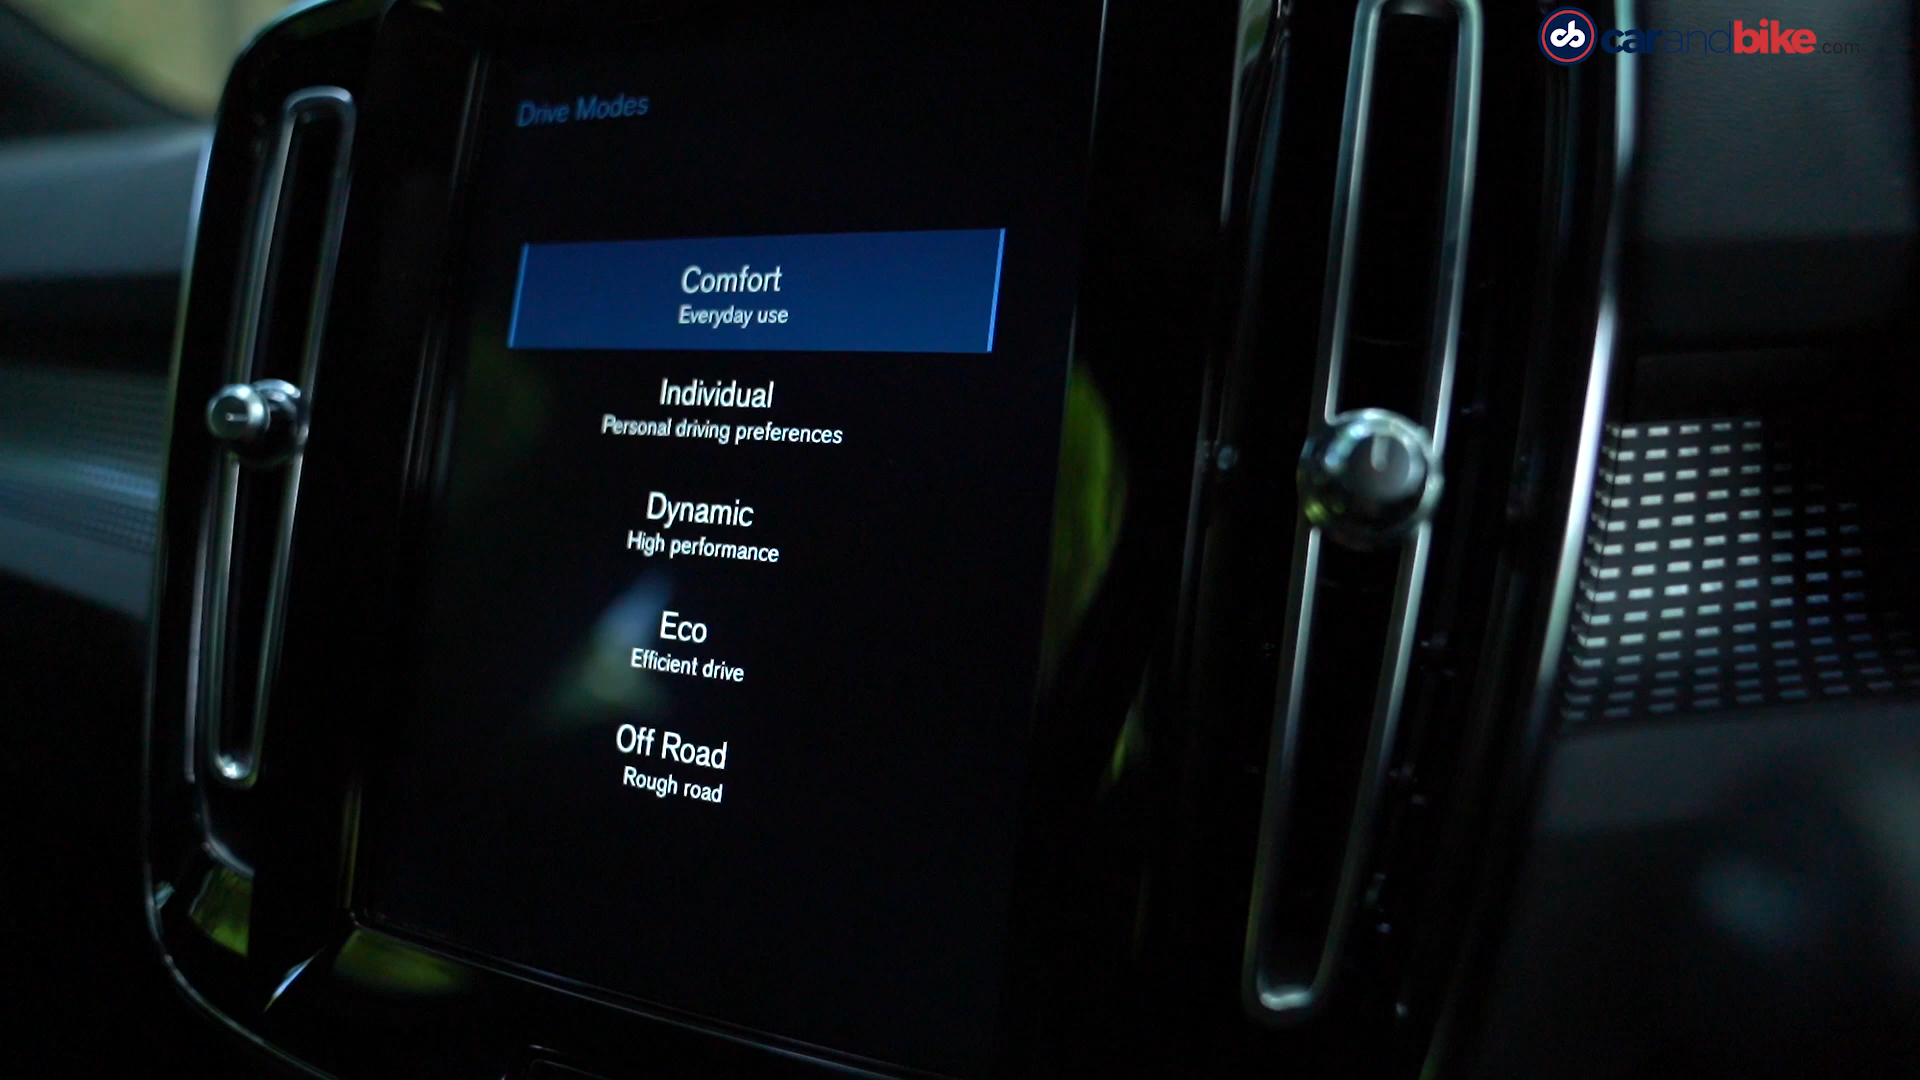 cb carandbike.com
Drive Modes
Comfort
Everyday use
Individual
Personal driving preferences
Dynamic
High performance
Eco
Efficient drive
Off Road
Rough road